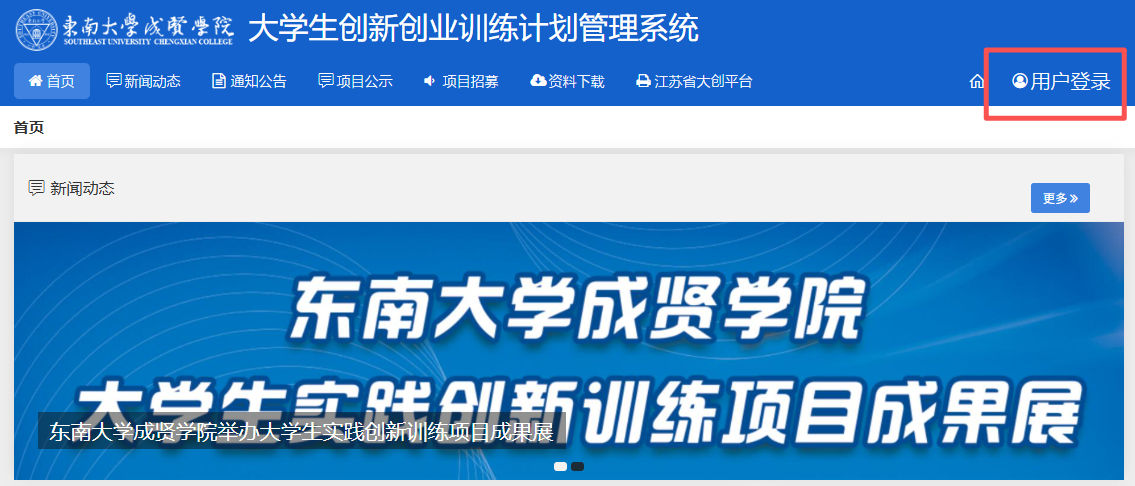 東南大學成賢學院 大学生创新创业训练计划管理系统
SOUTHEAST UNIVERSITY CHENGXIAN COLLEGE
首页 新闻动态 通知公告 项目公示 项目招募 资料下载 江苏省大创平台 用户登录
首页
新闻动态
更多
东南大学成贤学院
大学生实践创新训练项目成果展
东南大学成贤学院举办大学生实践创新训练项目成果展